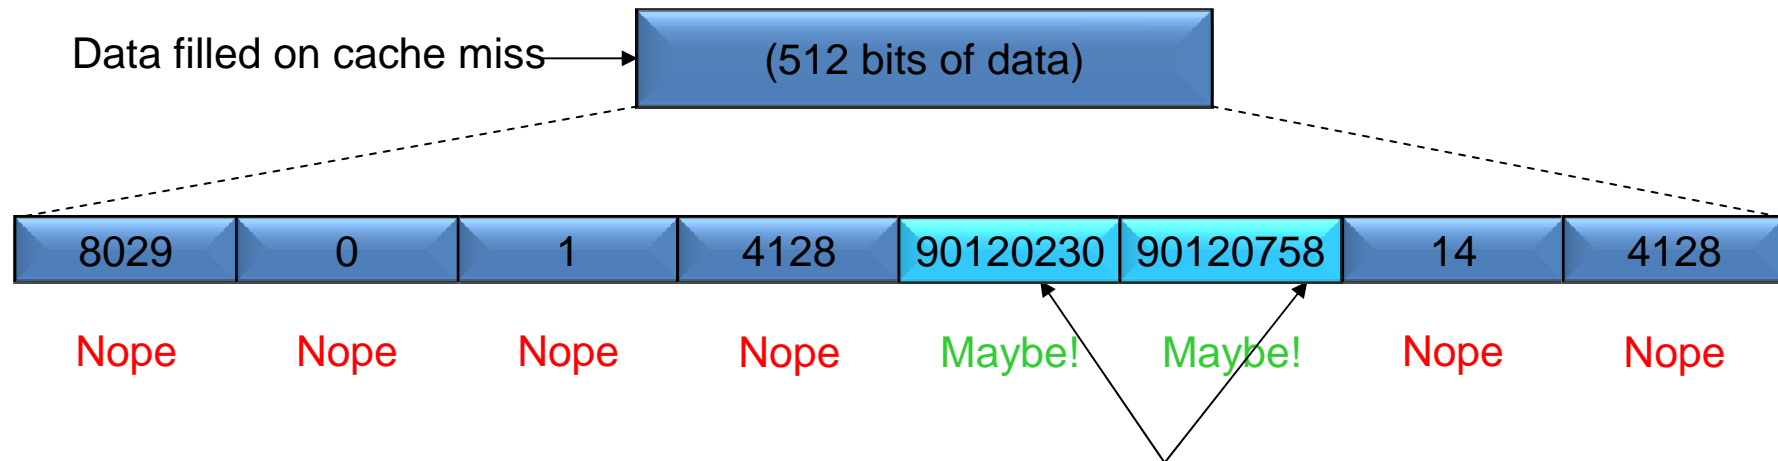 Data filled on cache miss
(512 bits of data)
8029 0 1 4128 90120230 90120758 14 4128
Nope Nope Nope Nope Maybe! Maybe! Nope Nope